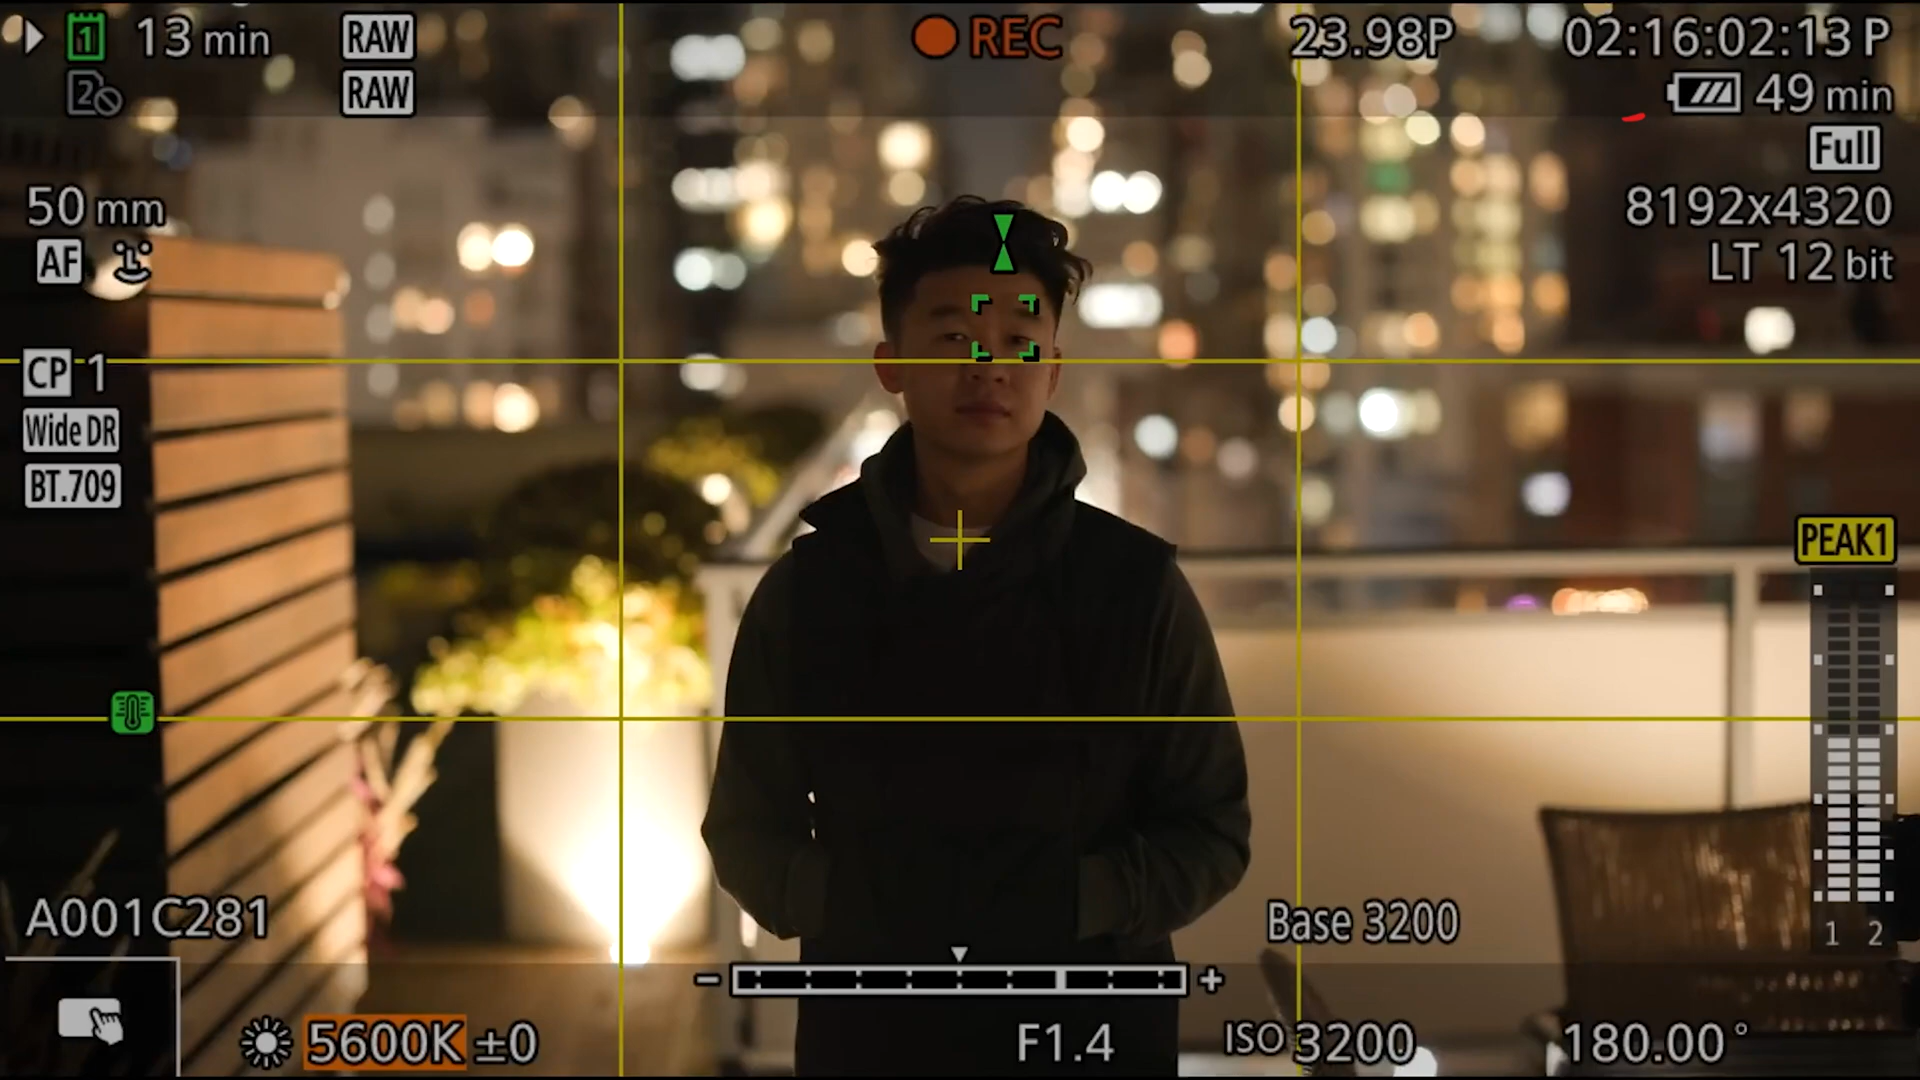 1 13 min RAW REC 23.98P 02:16:02:13 P
2 RAW 49 min
Full
50 mm 8192x4320
AF LT 12 bit
CP 1
Wide DR
BT.709
PEAK1
A001C281 Base 3200 1 2
- +
5600K ±0 F1.4 ISO 3200 180.00°